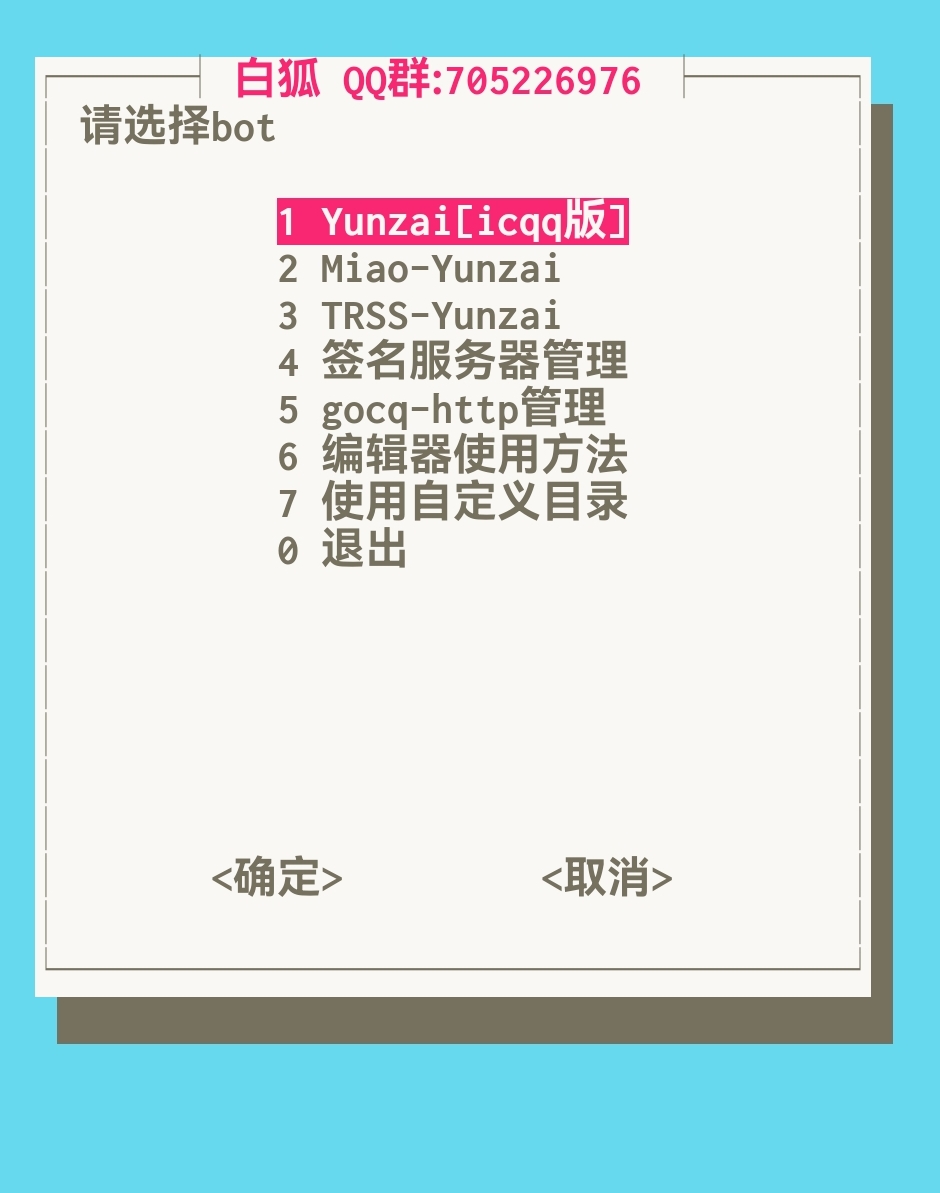 白狐 QQ群:705226976
请选择bot
1 Yunzai[icqq版]
2 Miao-Yunzai
3 TRSS-Yunzai
4 签名服务器管理
5 gocq-http管理
6 编辑器使用方法
7 使用自定义目录
0 退出
<确定> <取消>